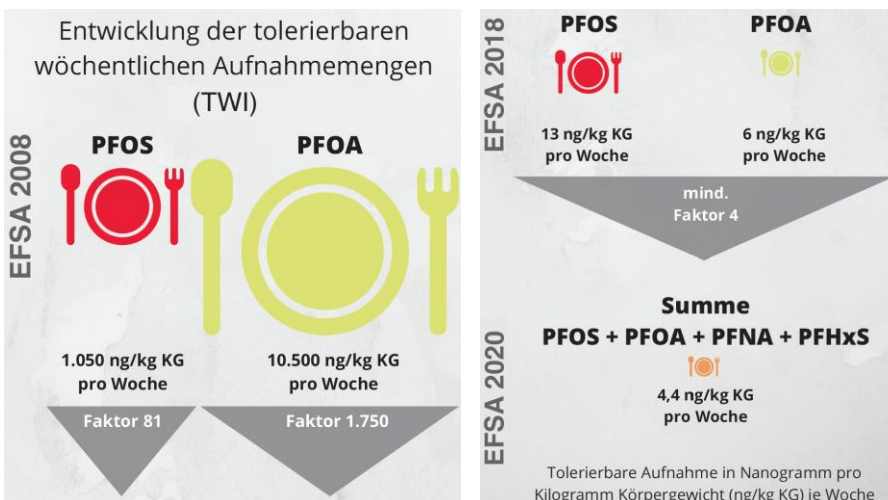 Entwicklung der tolerierbaren
wöchentlichen Aufnahmemengen
(TWI)
EFSA 2008
PFOS
PFOA
1.050 ng/kg KG
pro Woche
10.500 ng/kg KG
pro Woche
Faktor 81
Faktor 1.750
EFSA 2018
PFOS
PFOA
13 ng/kg KG
pro Woche
6 ng/kg KG
pro Woche
mind.
Faktor 4
EFSA 2020
Summe
PFOS + PFOA + PFNA + PFHxS
4,4 ng/kg KG
pro Woche
Tolerierbare Aufnahme in Nanogramm pro
Kilogramm Körpergewicht (ng/kg KG) je Woche